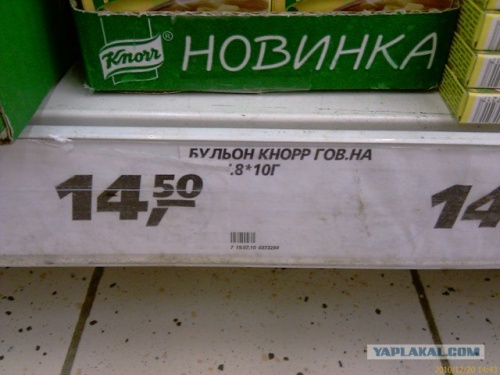 Knorr®
НОВИНКА
БУЛЬОН КНОРР ГОВ.НА
8*10Г
14,50
14
YAPLAKAL.COM